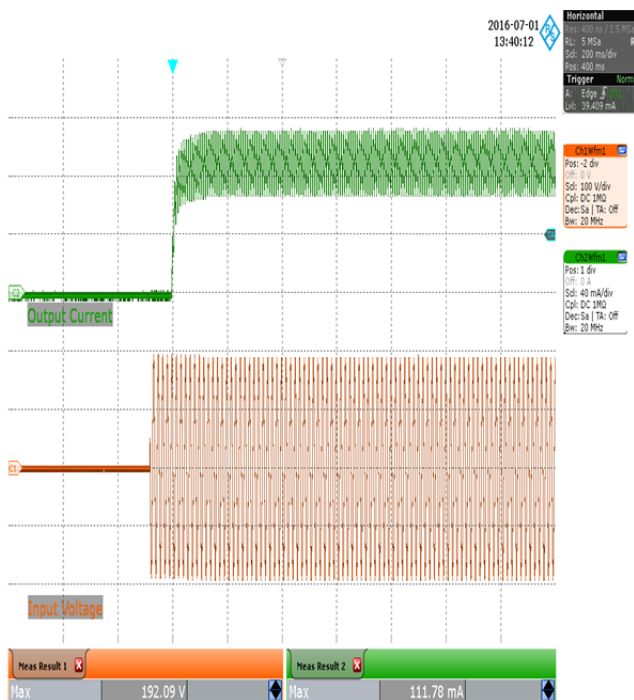 2016-07-01
13:40:12
Horizontal
Res: 400 ns / 2.5 MSa
RL: 5 MSa R
Scl: 200 ms/div
Pos: 400 ms
Trigger Norm
A: Edge
Lvl: 39.409 mA
Ch1Wfm1
Pos: -2 div
Off: 0 V
Scl: 100 V/div
Cpl: DC 1MΩ
Dec: Sa | TA: Off
Bw: 20 MHz
Ch2Wfm1
Pos: 1 div
Off: 0 A
Scl: 40 mA/div
Cpl: DC 1MΩ
Dec: Sa | TA: Off
Bw: 20 MHz
C2
Output Current
C1
Input Voltage
Meas Result 1
Meas Result 2
Max 192.09 V
Max 111.78 mA